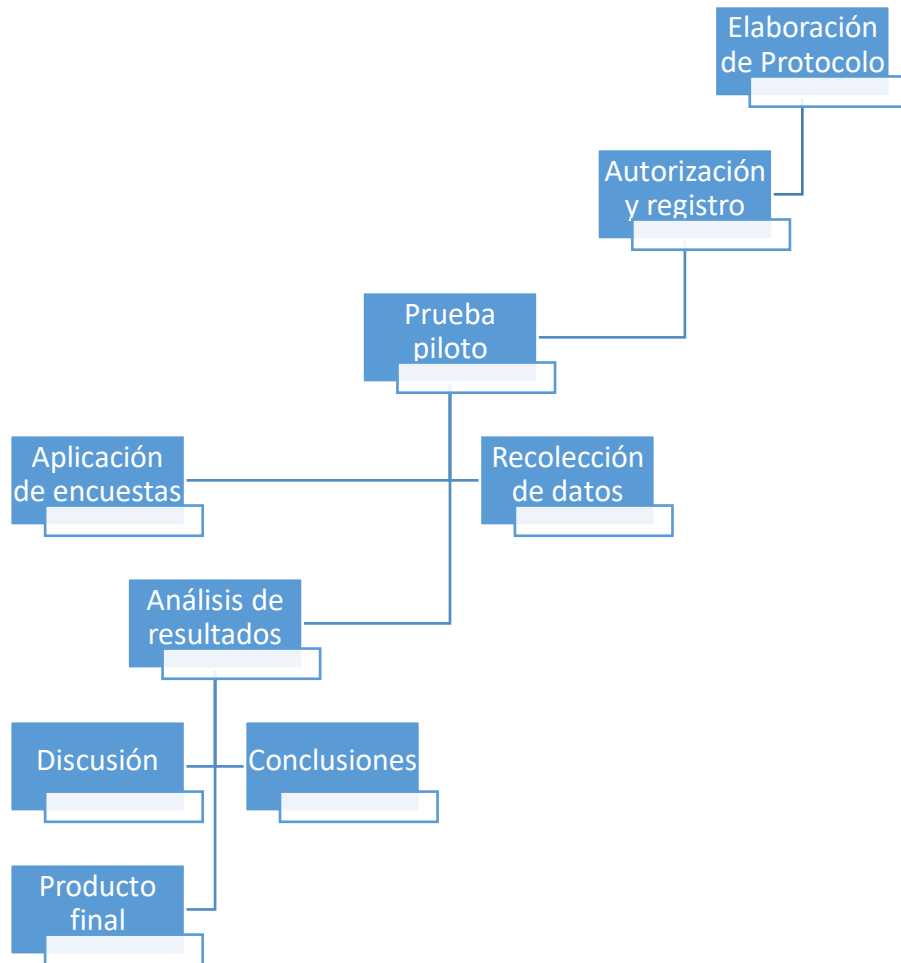 Elaboración
de Protocolo
Autorización
y registro
Prueba
piloto
Aplicación
de encuestas
Recolección
de datos
Análisis de
resultados
Discusión
Conclusiones
Producto
final